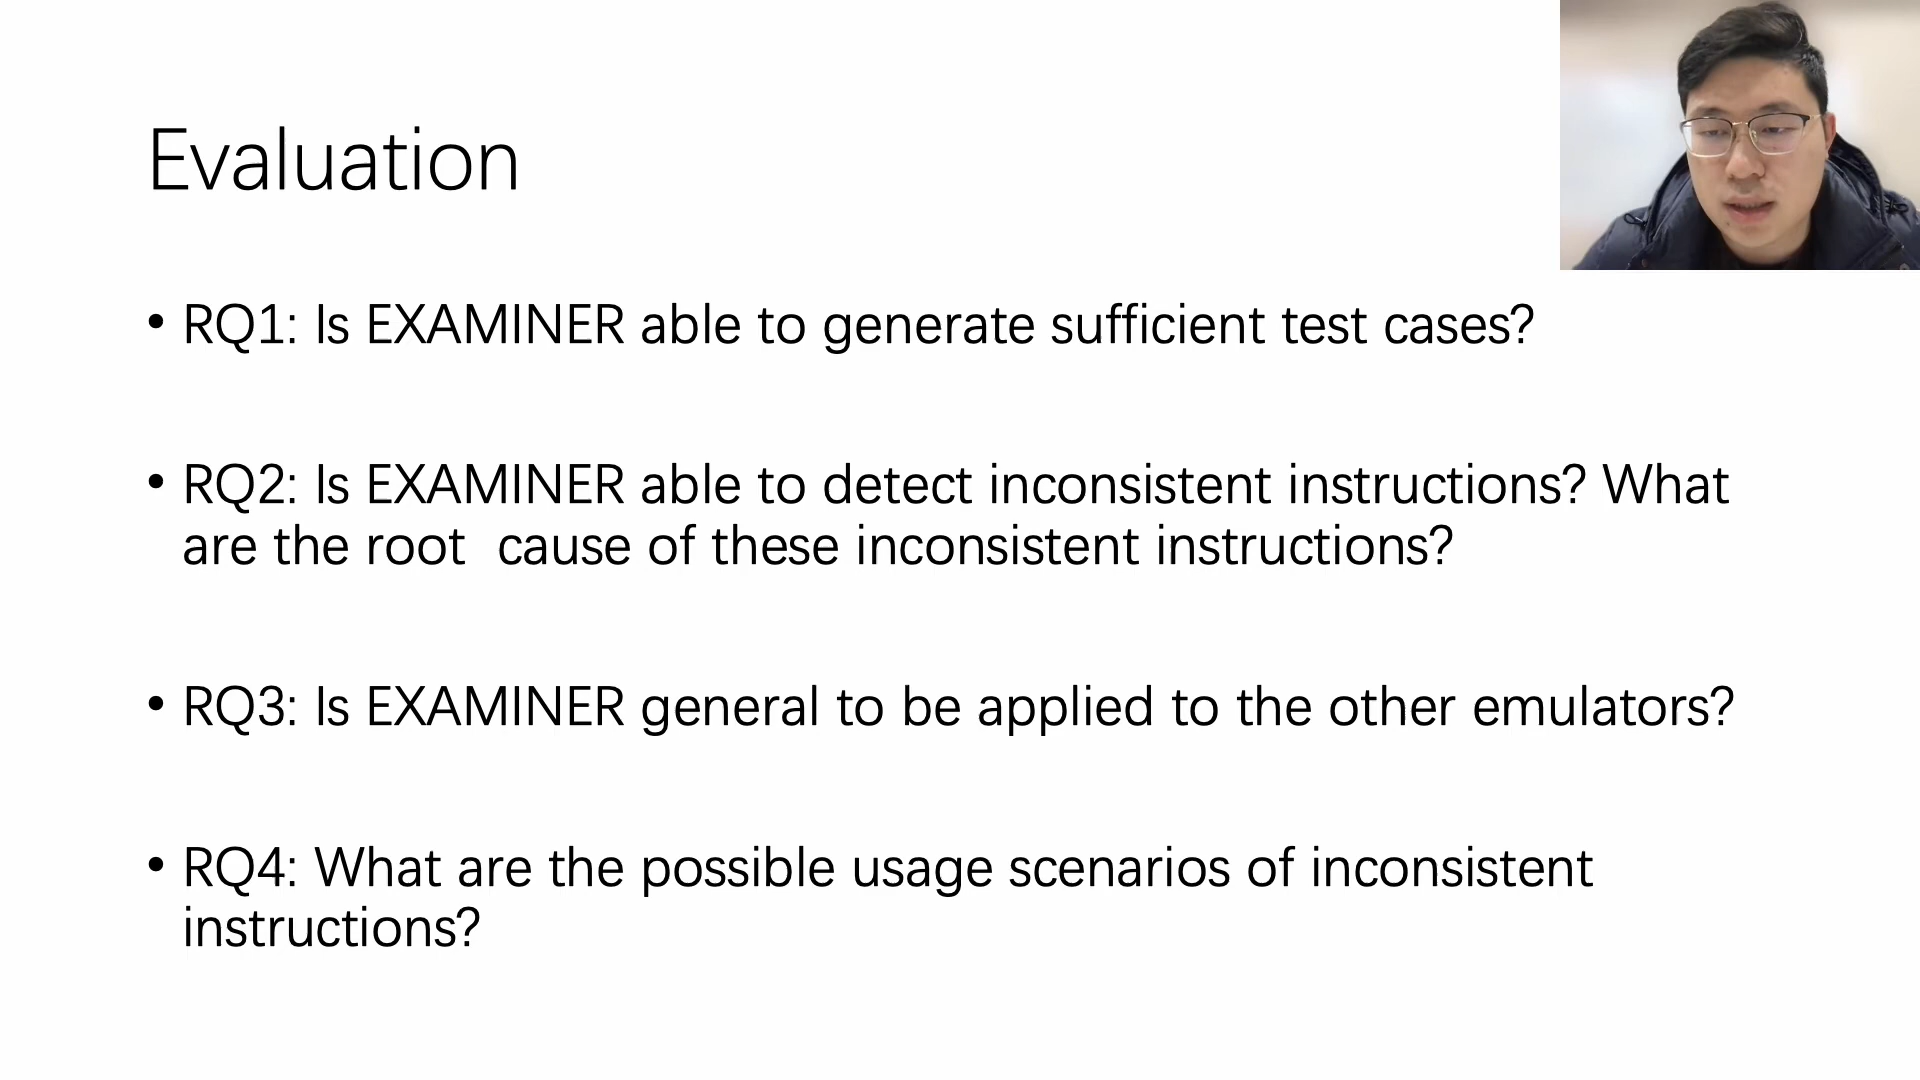 Evaluation
• RQ1: Is EXAMINER able to generate sufficient test cases?
• RQ2: Is EXAMINER able to detect inconsistent instructions? What
are the root  cause of these inconsistent instructions?
• RQ3: Is EXAMINER general to be applied to the other emulators?
• RQ4: What are the possible usage scenarios of inconsistent
instructions?